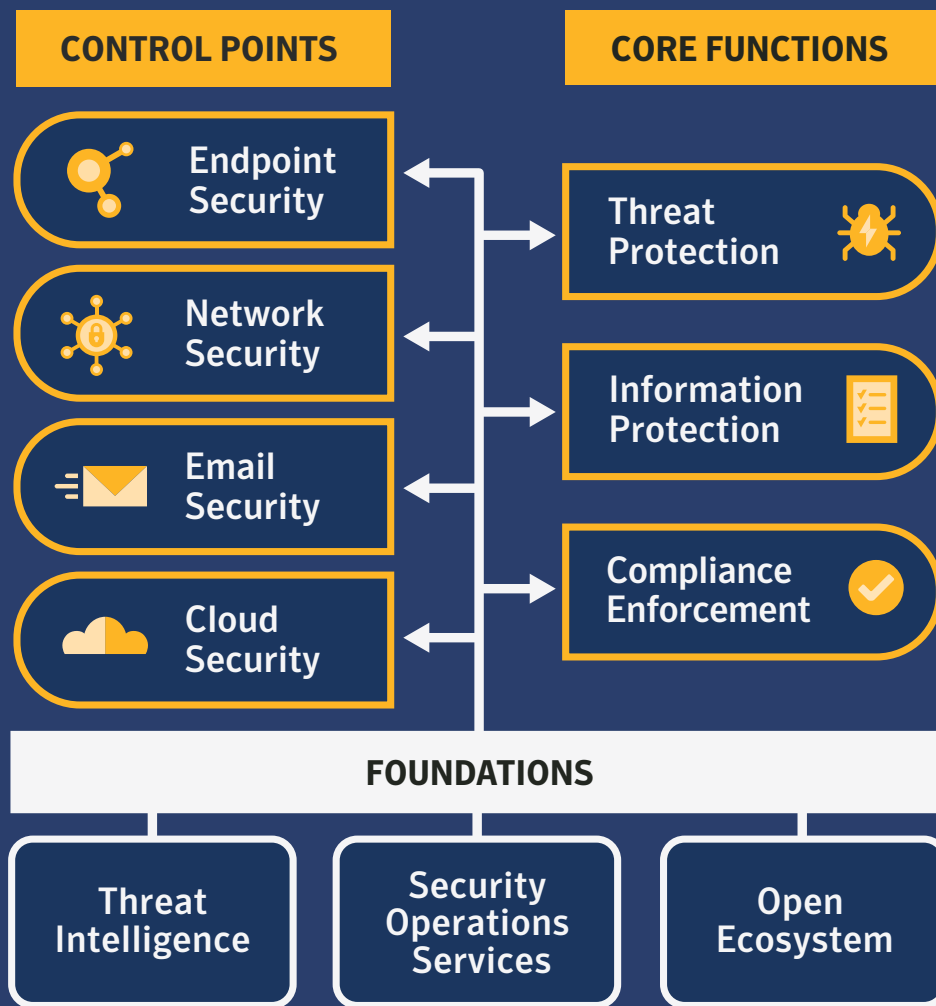 CONTROL POINTS
Endpoint
Security
Network
Security
Email
Security
Cloud
Security
CORE FUNCTIONS
Threat
Protection
Information
Protection
Compliance
Enforcement
FOUNDATIONS
Threat
Intelligence
Security
Operations
Services
Open
Ecosystem